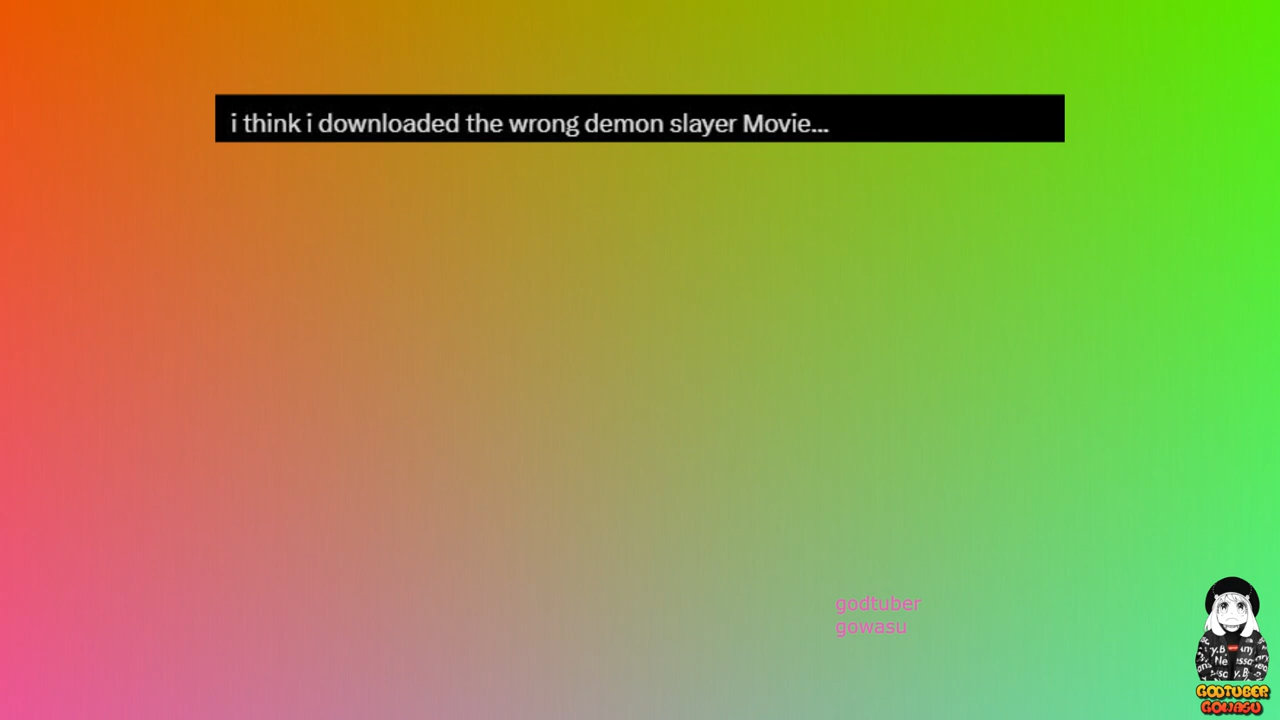 i think i downloaded the wrong demon slayer Movie...
godtuber
gowasu
GODTUBER
GOWASU